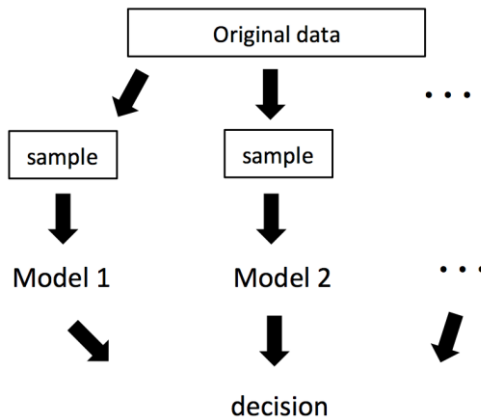 Original data
. . .
sample
sample
Model 1
Model 2
. . .
decision